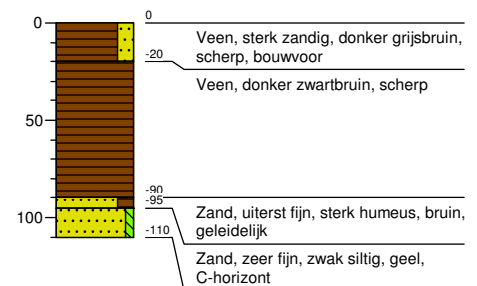 0
0
Veen, sterk zandig, donker grijsbruin,
scherp, bouwvoor
-20
Veen, donker zwartbruin, scherp
50
-90
-95
Zand, uiterst fijn, sterk humeus, bruin,
geleidelijk
100
-110
Zand, zeer fijn, zwak siltig, geel,
C-horizont